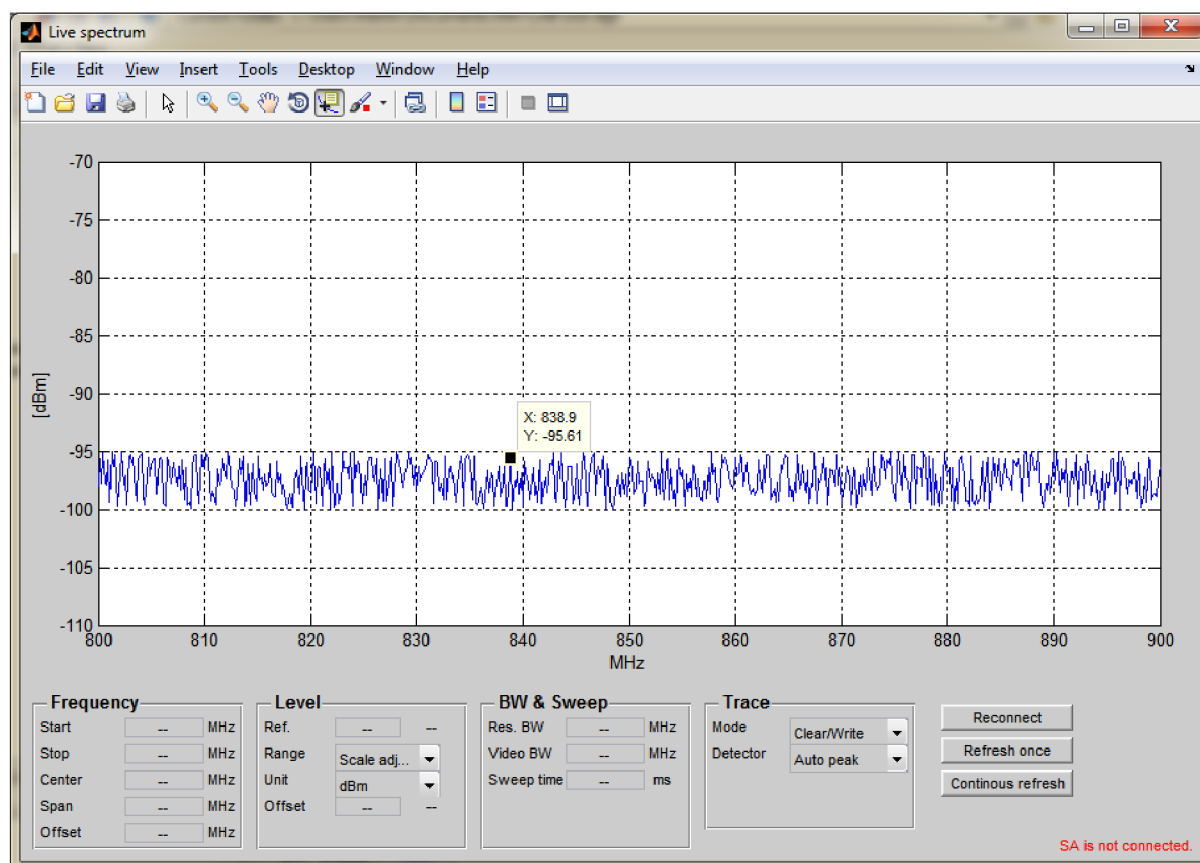 Live spectrum
File Edit View Insert Tools Desktop Window Help
-70
-75
-80
-85
-90
-95
-100
-105
-110
[dBm]
X: 838.9
Y: -95.61
800 810 820 830 840 850 860 870 880 890 900
MHz
Frequency
Start -- MHz
Stop -- MHz
Center -- MHz
Span -- MHz
Offset -- MHz
Level
Ref. -- --
Range Scale adj...
Unit dBm
Offset -- --
BW & Sweep
Res. BW -- MHz
Video BW -- MHz
Sweep time -- ms
Trace
Mode Clear/Write
Detector Auto peak
Reconnect
Refresh once
Continous refresh
SA is not connected.